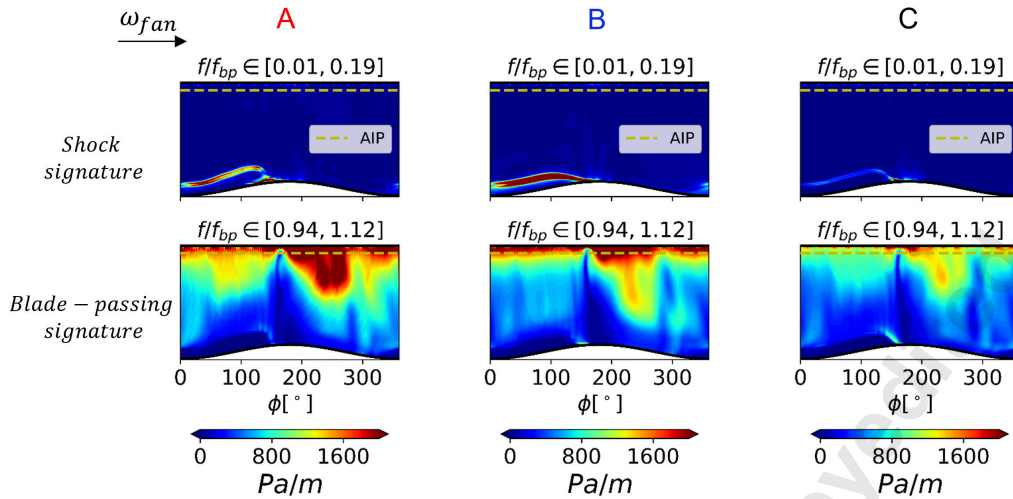 ω_fan A B C
f/f_bp ∈ [0.01, 0.19] f/f_bp ∈ [0.01, 0.19] f/f_bp ∈ [0.01, 0.19]
Shock
signature
AIP AIP AIP
f/f_bp ∈ [0.94, 1.12] f/f_bp ∈ [0.94, 1.12] f/f_bp ∈ [0.94, 1.12]
Blade − passing
signature
0 100 200 300 0 100 200 300 0 100 200 300
ϕ[°] ϕ[°] ϕ[°]
0 800 1600 0 800 1600 0 800 1600
Pa/m Pa/m Pa/m